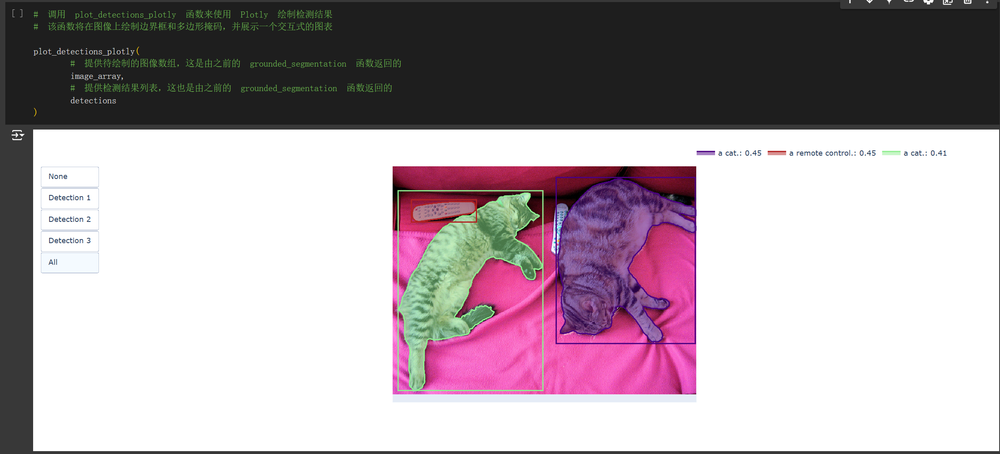 [ ] # 调用 plot_detections_plotly 函数来使用 Plotly 绘制检测结果
# 该函数将在图像上绘制边界框和多边形掩码，并展示一个交互式的图表
plot_detections_plotly(
# 提供待绘制的图像数组，这是由之前的 grounded_segmentation 函数返回的
image_array,
# 提供检测结果列表，这也是由之前的 grounded_segmentation 函数返回的
detections
)
a cat.: 0.45 a remote control.: 0.45 a cat.: 0.41
None
Detection 1
Detection 2
Detection 3
All